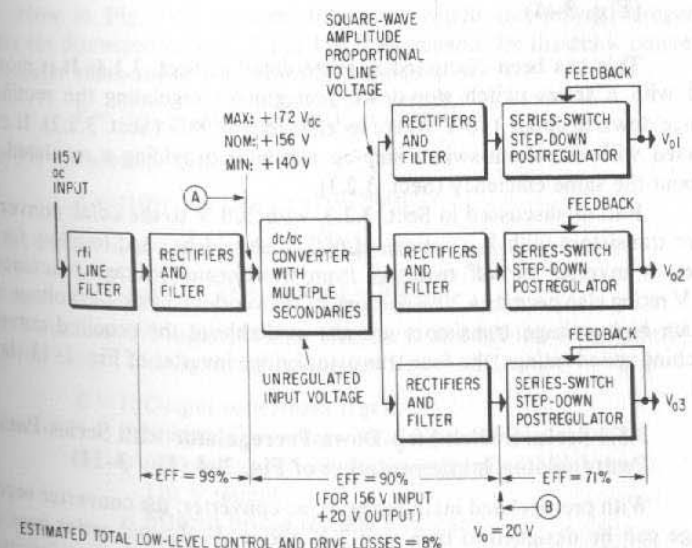 SQUARE-WAVE
AMPLITUDE
PROPORTIONAL
TO LINE
VOLTAGE
FEEDBACK
MAX: +172 Vdc
NOM: +156 V
MIN: +140 V
RECTIFIERS
AND
FILTER
SERIES-SWITCH
STEP-DOWN
POSTREGULATOR
Vo1
115 V
dc
INPUT
A
FEEDBACK
rfi
LINE
FILTER
RECTIFIERS
AND
FILTER
dc/ac
CONVERTER
WITH
MULTIPLE
SECONDARIES
RECTIFIERS
AND
FILTER
SERIES-SWITCH
STEP-DOWN
POSTREGULATOR
Vo2
FEEDBACK
UNREGULATED
INPUT VOLTAGE
RECTIFIERS
AND
FILTER
SERIES-SWITCH
STEP-DOWN
POSTREGULATOR
Vo3
EFF = 99%
EFF = 90%
(FOR 156 V INPUT
+20 V OUTPUT)
EFF = 71%
B
Vo = 20 V
ESTIMATED TOTAL LOW-LEVEL CONTROL AND DRIVE LOSSES = 8%